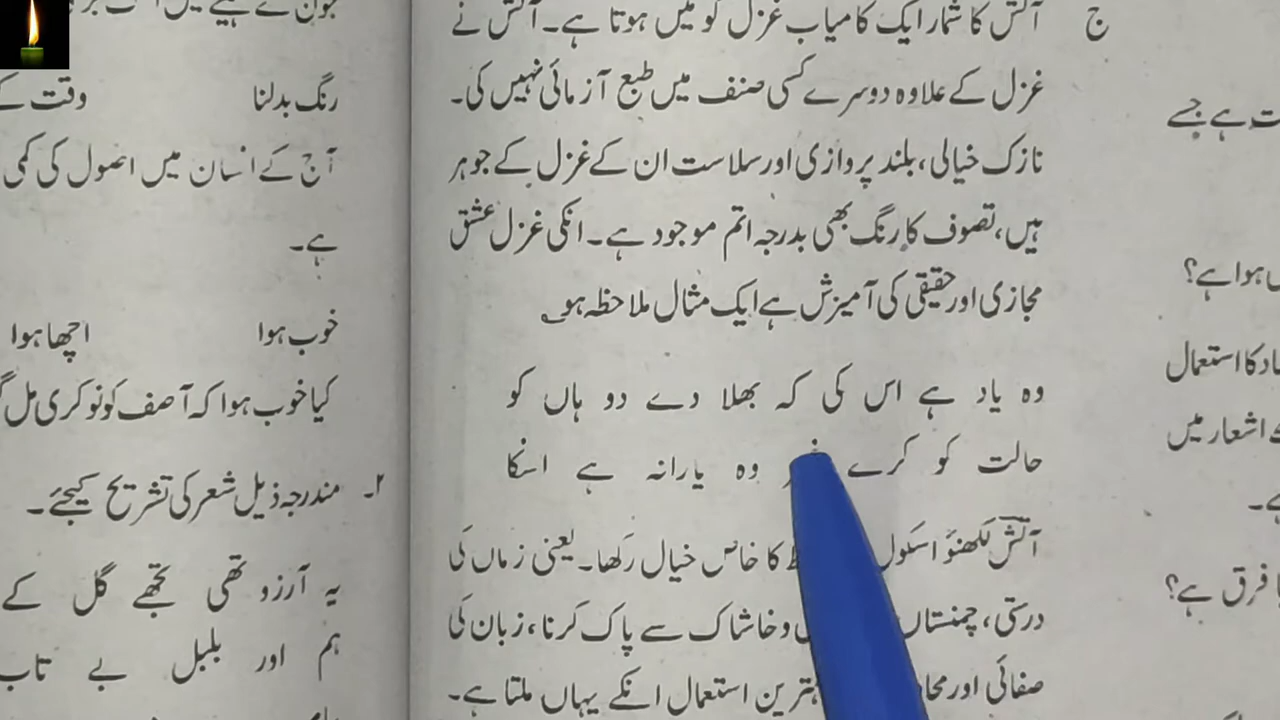 ج آتش کا شمار ایک کامیاب غزل گو میں ہوتا ہے۔ آتش نے
غزل کے علاوہ دوسرے کسی صنف میں طبع آزمائی نہیں کی۔
نازک خیالی، بلند پروازی اور سلاست ان کے غزل کے جوہر
ہیں، تصوف کا رنگ بھی بدرجہ اتم موجود ہے۔ انکی غزل عشق
مجازی اور حقیقی کی آمیزش ہے ایک مثال ملاحظہ ہو
وہ یاد ہے اس کی کہ بھلا دے دو ہاں کو
حالت کو کرے وہ یارانہ ہے اسکا
آتش لکھنؤ اسکول کا خاص خیال رکھا۔ یعنی زماں کی
درستی، چمنستاں وخاشاک سے پاک کرنا، زبان کی
صفائی اور استعمال انکے یہاں ملتا ہے۔
رنگ بدلنا وقت کے
آج کے انسان میں اصول کی کمی
ہے۔
خوب ہوا اچھا ہوا
کیا خوب ہوا کہ آصف کو نوکری مل
۲۔ مندرجہ ذیل شعر کی تشریح کیجئے۔
یہ آرزو تھی تجھے گل کے
ہم اور بلبل بے تاب
ہے جسے
ہوا ہے؟
کا استعمال
اشعار میں
فرق ہے؟